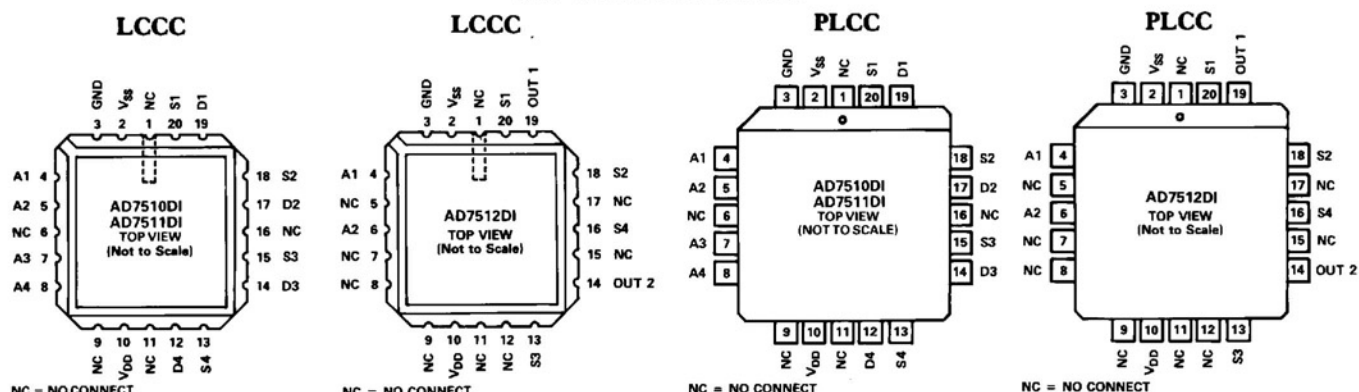 LCCC
GND
VSS
NC
S1
D1
3 2 1 20 19
A1 4
A2 5
NC 6
A3 7
A4 8
AD7510DI
AD7511DI
TOP VIEW
(Not to Scale)
18 S2
17 D2
16 NC
15 S3
14 D3
9 10 11 12 13
NC
VDD
NC
D4
S4
NC = NO CONNECT
LCCC
GND
VSS
NC
S1
OUT 1
3 2 1 20 19
A1 4
NC 5
A2 6
NC 7
NC 8
AD7512DI
TOP VIEW
(Not to Scale)
18 S2
17 NC
16 S4
15 NC
14 OUT 2
9 10 11 12 13
NC
VDD
NC
NC
S3
NC = NO CONNECT
PLCC
GND
VSS
NC
S1
D1
3 2 1 20 19
A1 4
A2 5
NC 6
A3 7
A4 8
AD7510DI
AD7511DI
TOP VIEW
(NOT TO SCALE)
18 S2
17 D2
16 NC
15 S3
14 D3
9 10 11 12 13
NC
VDD
NC
D4
S4
NC = NO CONNECT
PLCC
GND
VSS
NC
S1
OUT 1
3 2 1 20 19
A1 4
NC 5
A2 6
NC 7
NC 8
AD7512DI
TOP VIEW
(Not to Scale)
18 S2
17 NC
16 S4
15 NC
14 OUT 2
9 10 11 12 13
NC
VDD
NC
NC
S3
NC = NO CONNECT